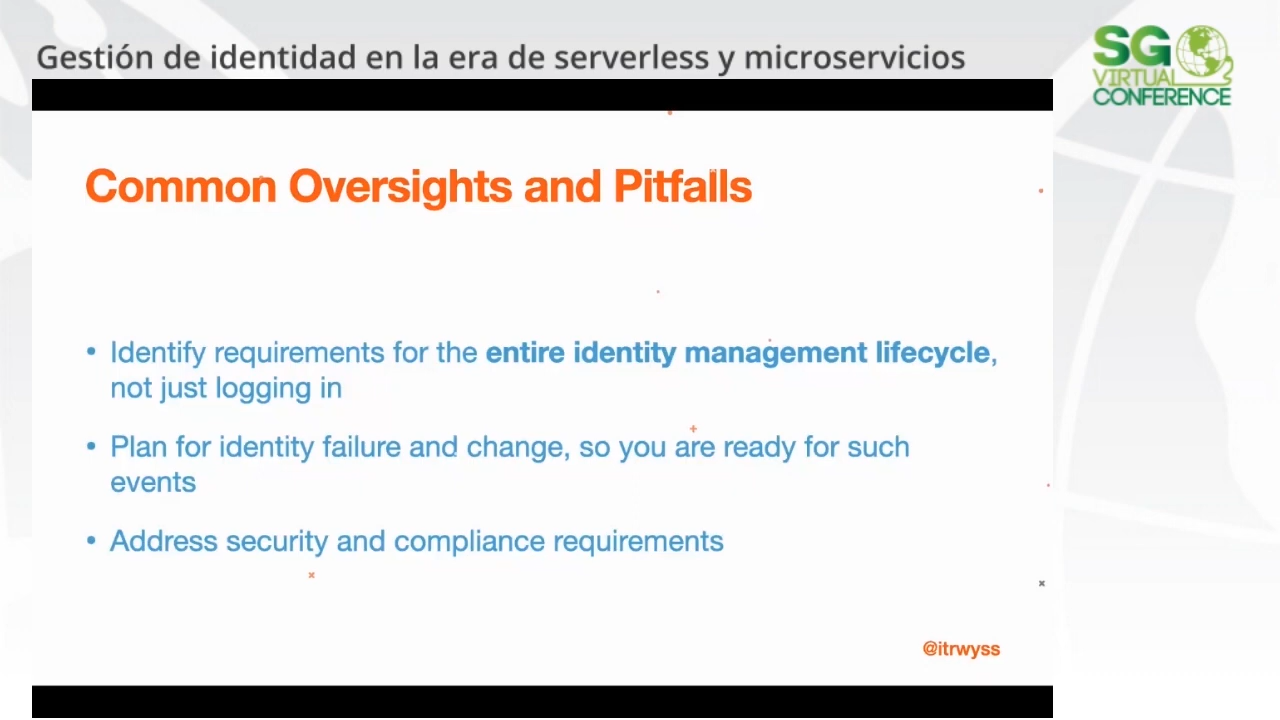 Gestión de identidad en la era de serverless y microservicios
SG
VIRTUAL
CONFERENCE
Common Oversights and Pitfalls
• Identify requirements for the entire identity management lifecycle,
not just logging in
• Plan for identity failure and change, so you are ready for such
events
• Address security and compliance requirements
@itrwyss